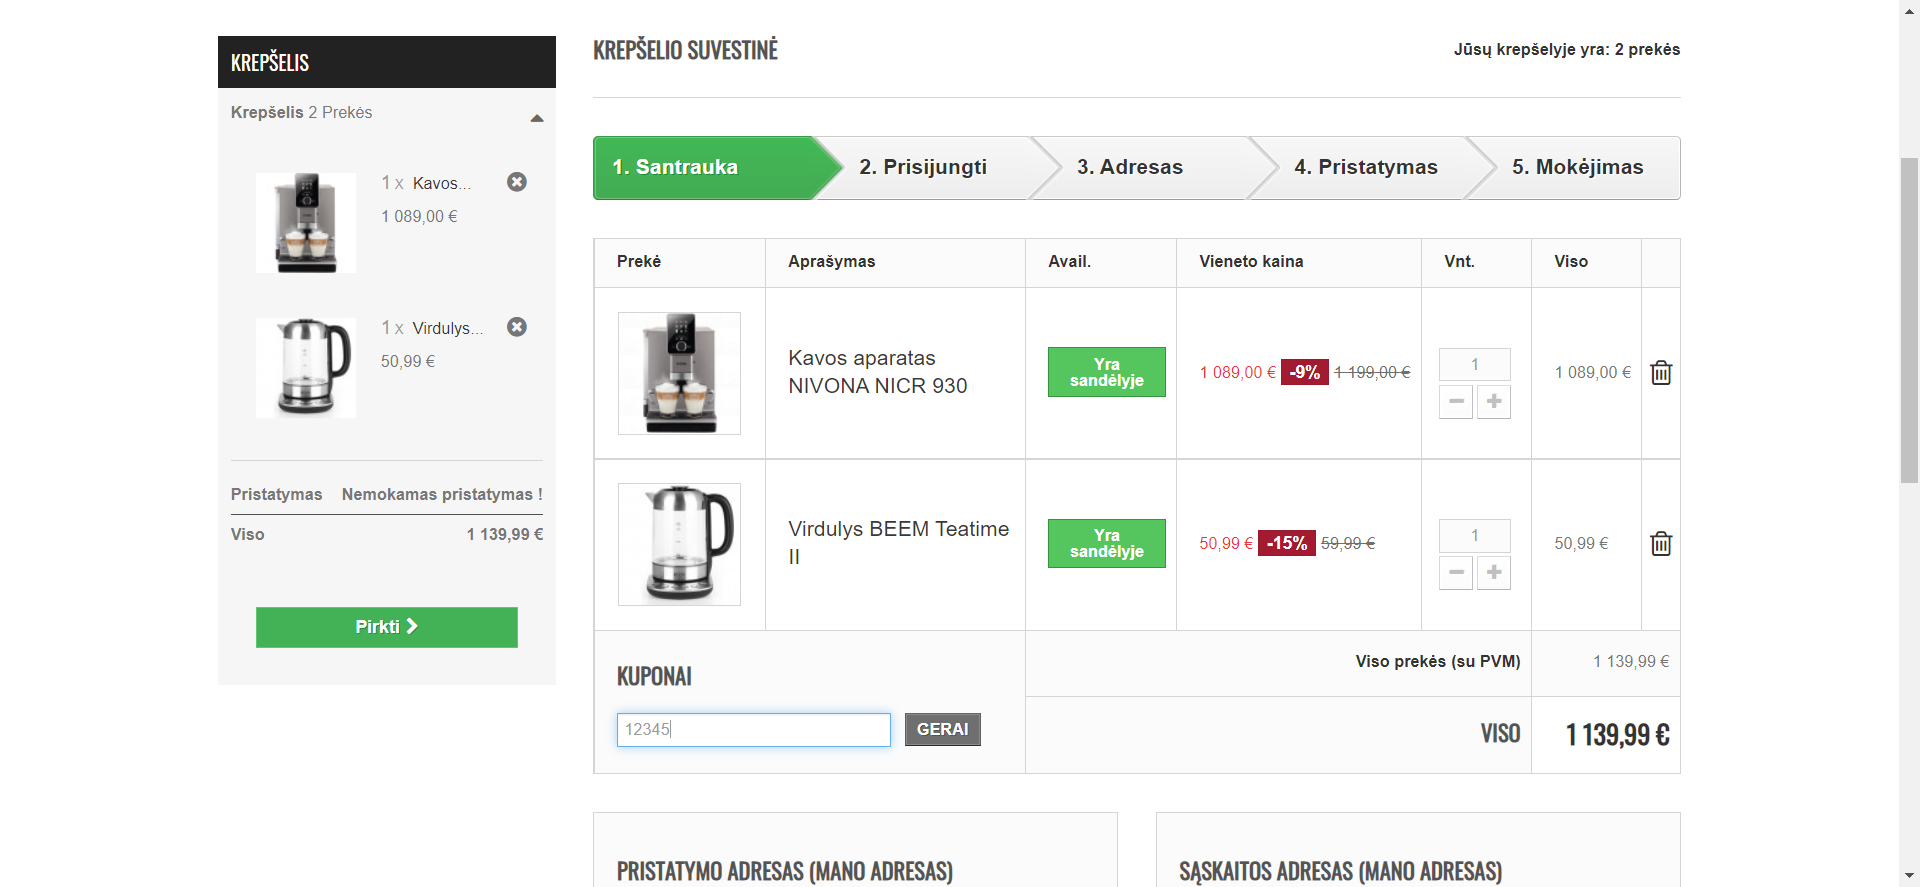 KREPŠELIS
Krepšelis 2 Prekės
1 x Kavos...
1 089,00 €
1 x Virdulys...
50,99 €
Pristatymas Nemokamas pristatymas !
Viso 1 139,99 €
Pirkti
KREPŠELIO SUVESTINĖ
Jūsų krepšelyje yra: 2 prekės
1. Santrauka 2. Prisijungti 3. Adresas 4. Pristatymas 5. Mokėjimas
Prekė Aprašymas Avail. Vieneto kaina Vnt. Viso
Kavos aparatas
NIVONA NICR 930
Yra
sandėlyje
1 089,00 € -9% 1 199,00 €
1
1 089,00 €
Virdulys BEEM Teatime
II
Yra
sandėlyje
50,99 € -15% 59,99 €
1
50,99 €
KUPONAI
12345
GERAI
Viso prekės (su PVM) 1 139,99 €
VISO 1 139,99 €
PRISTATYMO ADRESAS (MANO ADRESAS)
SĄSKAITOS ADRESAS (MANO ADRESAS)